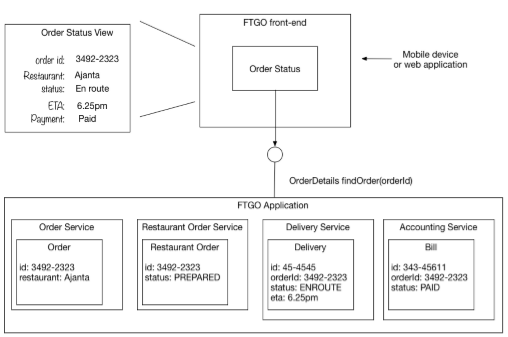 Order Status View
order id: 3492-2323
Restaurant: Ajanta
status: En route
ETA: 6.25pm
Payment: Paid
FTGO front-end
Order Status
Mobile device
or web application
OrderDetails findOrder(orderId)
FTGO Application
Order Service
Order
id: 3492-2323
restaurant: Ajanta
Restaurant Order Service
Restaurant Order
id: 3492-2323
status: PREPARED
Delivery Service
Delivery
id: 45-4545
orderId: 3492-2323
status: ENROUTE
eta: 6.25pm
Accounting Service
Bill
id: 343-45611
orderId: 3492-2323
status: PAID